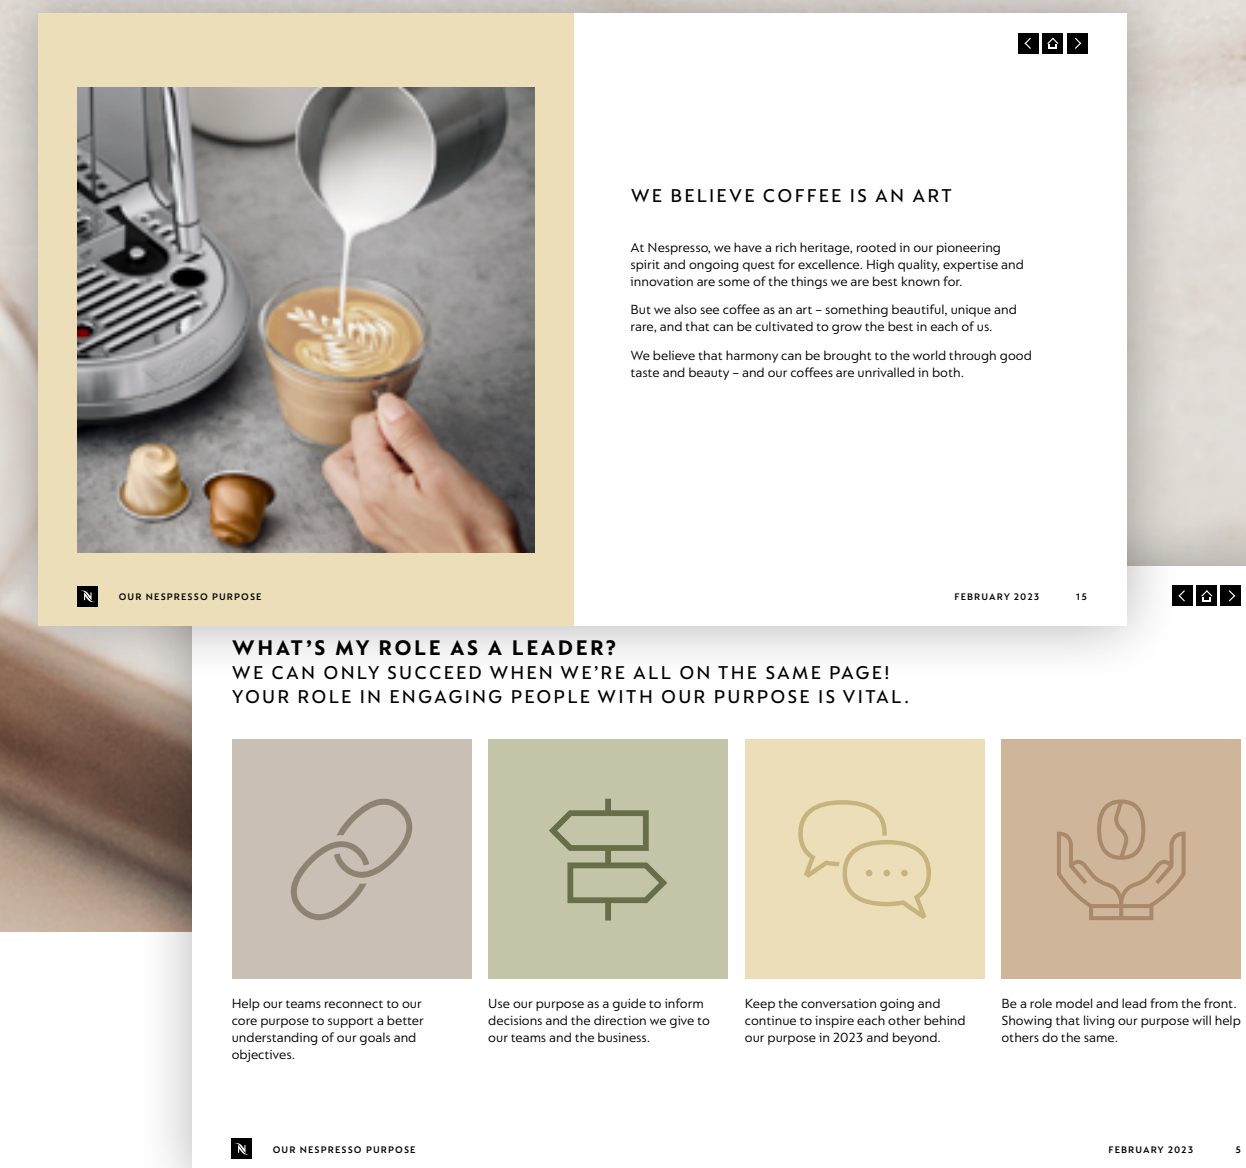 WE BELIEVE COFFEE IS AN ART
At Nespresso, we have a rich heritage, rooted in our pioneering
spirit and ongoing quest for excellence. High quality, expertise and
innovation are some of the things we are best known for.
But we also see coffee as an art – something beautiful, unique and
rare, and that can be cultivated to grow the best in each of us.
We believe that harmony can be brought to the world through good
taste and beauty – and our coffees are unrivalled in both.
N OUR NESPRESSO PURPOSE
FEBRUARY 2023 15
WHAT’S MY ROLE AS A LEADER?
WE CAN ONLY SUCCEED WHEN WE’RE ALL ON THE SAME PAGE!
YOUR ROLE IN ENGAGING PEOPLE WITH OUR PURPOSE IS VITAL.
Help our teams reconnect to our
core purpose to support a better
understanding of our goals and
objectives.
Use our purpose as a guide to inform
decisions and the direction we give to
our teams and the business.
Keep the conversation going and
continue to inspire each other behind
our purpose in 2023 and beyond.
Be a role model and lead from the front.
Showing that living our purpose will help
others do the same.
N OUR NESPRESSO PURPOSE
FEBRUARY 2023 5